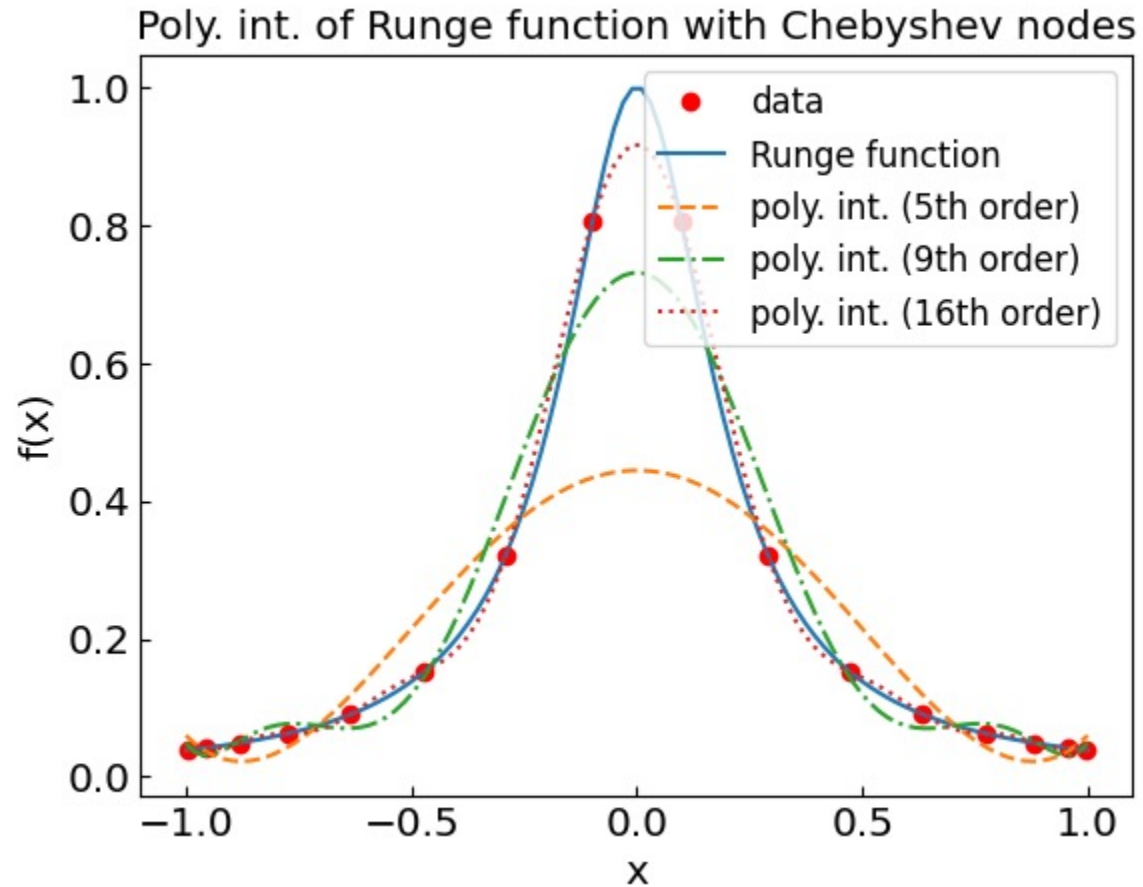 Poly. int. of Runge function with Chebyshev nodes
1.0
0.8
0.6
0.4
0.2
0.0
f(x)
data
Runge function
poly. int. (5th order)
poly. int. (9th order)
poly. int. (16th order)
−1.0 −0.5 0.0 0.5 1.0
x